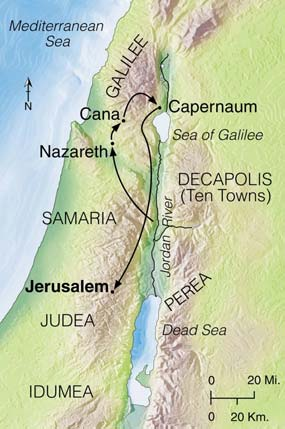 Mediterranean
Sea
GALILEE
N
Cana
Capernaum
Sea of Galilee
Nazareth
DECAPOLIS
(Ten Towns)
SAMARIA
Jordan River
Jerusalem
PEREA
JUDEA
Dead Sea
IDUMEA
0 20 Mi.
0 20 Km.